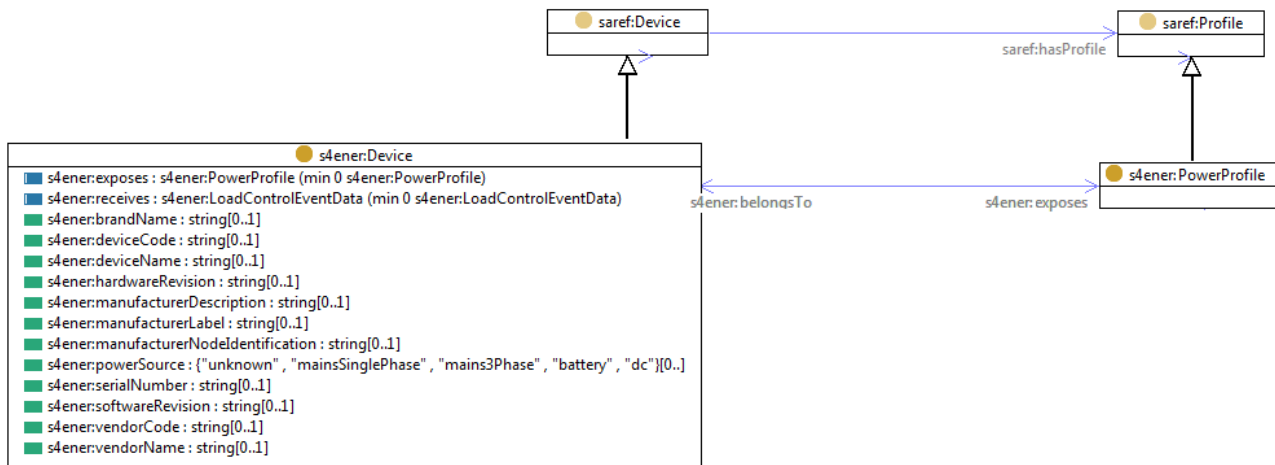 saref:Device
saref:Profile
saref:hasProfile
s4ener:Device
s4ener:exposes : s4ener:PowerProfile (min 0 s4ener:PowerProfile)
s4ener:receives : s4ener:LoadControlEventData (min 0 s4ener:LoadControlEventData)
s4ener:brandName : string[0..1]
s4ener:deviceCode : string[0..1]
s4ener:deviceName : string[0..1]
s4ener:hardwareRevision : string[0..1]
s4ener:manufacturerDescription : string[0..1]
s4ener:manufacturerLabel : string[0..1]
s4ener:manufacturerNodeIdentification : string[0..1]
s4ener:powerSource : {"unknown" , "mainsSinglePhase" , "mains3Phase" , "battery" , "dc"}[0..]
s4ener:serialNumber : string[0..1]
s4ener:softwareRevision : string[0..1]
s4ener:vendorCode : string[0..1]
s4ener:vendorName : string[0..1]
s4ener:PowerProfile
s4ener:belongsTo
s4ener:exposes